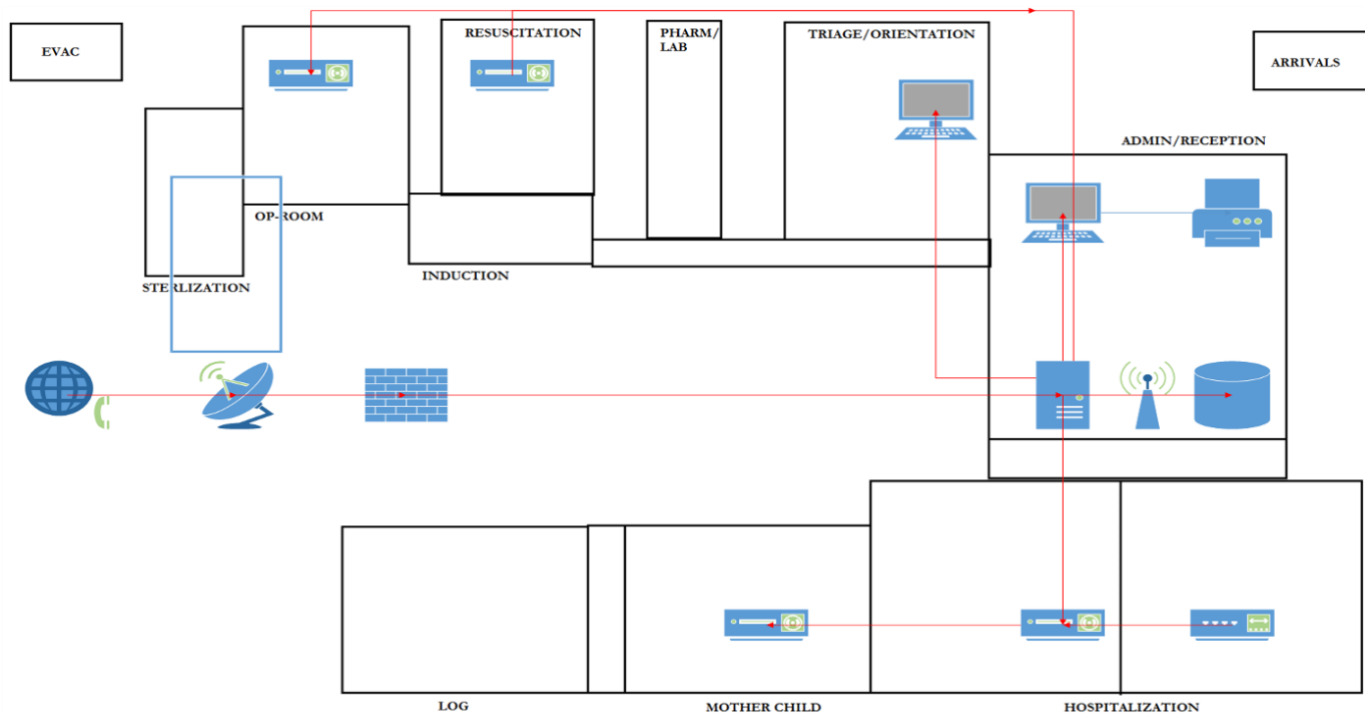 EVAC
RESUSCITATION
PHARM/
LAB
TRIAGE/ORIENTATION
ARRIVALS
ADMIN/RECEPTION
OP-ROOM
INDUCTION
STERLIZATION
LOG
MOTHER CHILD
HOSPITALIZATION